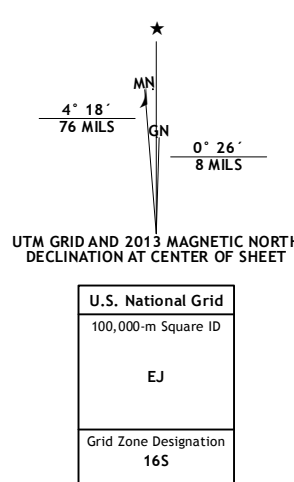 ★
MN
4° 18´
76 MILS
GN
0° 26´
8 MILS
UTM GRID AND 2013 MAGNETIC NORTH
DECLINATION AT CENTER OF SHEET
U.S. National Grid
100,000-m Square ID
EJ
Grid Zone Designation
16S